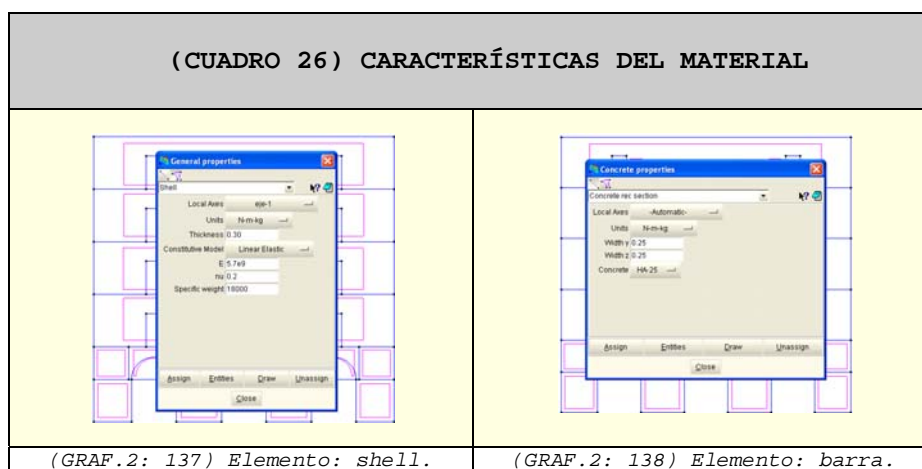 (CUADRO 26) CARACTERÍSTICAS DEL MATERIAL
General properties
Shell
Local Axes eje-1
Units N-m-kg
Thickness 0.30
Constitutive Model Linear Elastic
E 5.7e9
nu 0.2
Specific weight 18000
Assign Entities Draw Unassign
Close
Concrete properties
Concrete rec section
Local Axes -Automatic-
Units N-m-kg
Width y 0.25
Width z 0.25
Concrete HA-25
Assign Entities Draw Unassign
Close
(GRAF.2: 137) Elemento: shell.
(GRAF.2: 138) Elemento: barra.